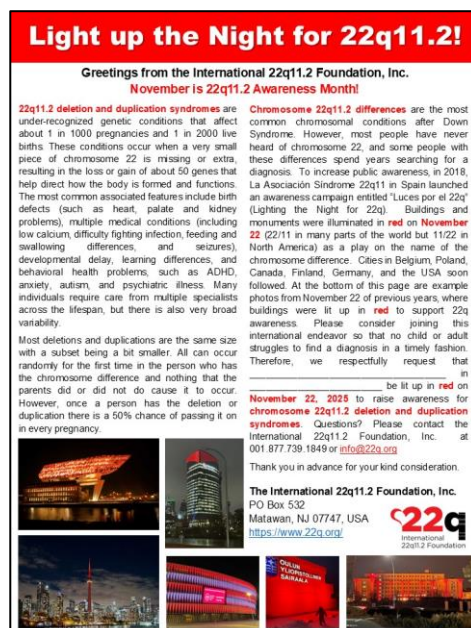 Light up the Night for 22q11.2!
Greetings from the International 22q11.2 Foundation, Inc.
November is 22q11.2 Awareness Month!
22q11.2 deletion and duplication syndromes are
under-recognized genetic conditions that affect
about 1 in 1000 pregnancies and 1 in 2000 live
births. These conditions occur when a very small
piece of chromosome 22 is missing or extra,
resulting in the loss or gain of about 50 genes that
help direct how the body is formed and functions.
The most common associated features include birth
defects (such as heart, palate and kidney
problems), multiple medical conditions (including
low calcium, difficulty fighting infection, feeding and
swallowing differences, and seizures),
developmental delay, learning differences, and
behavioral health problems, such as ADHD,
anxiety, autism, and psychiatric illness. Many
individuals require care from multiple specialists
across the lifespan, but there is also very broad
variability.
Most deletions and duplications are the same size
with a subset being a bit smaller. All can occur
randomly for the first time in the person who has
the chromosome difference and nothing that the
parents did or did not do cause it to occur.
However, once a person has the deletion or
duplication there is a 50% chance of passing it on
in every pregnancy.
Chromosome 22q11.2 differences are the most
common chromosomal conditions after Down
Syndrome. However, most people have never
heard of chromosome 22, and some people with
these differences spend years searching for a
diagnosis. To increase public awareness, in 2018,
La Asociación Síndrome 22q11 in Spain launched
an awareness campaign entitled "Luces por el 22q"
(Lighting the Night for 22q). Buildings and
monuments were illuminated in red on November
22 (22/11 in many parts of the world but 11/22 in
North America) as a play on the name of the
chromosome difference. Cities in Belgium, Poland,
Canada, Finland, Germany, and the USA soon
followed. At the bottom of this page are example
photos from November 22 of previous years, where
buildings were lit up in red to support 22q
awareness. Please consider joining this
international endeavor so that no child or adult
struggles to find a diagnosis in a timely fashion.
Therefore, we respectfully request that
______________________________ in
______________________________ be lit up in red on
November 22, 2025 to raise awareness for
chromosome 22q11.2 deletion and duplication
syndromes. Questions? Please contact the
International 22q11.2 Foundation, Inc. at
001.877.739.1849 or info@22q.org
Thank you in advance for your kind consideration.
The International 22q11.2 Foundation, Inc.
PO Box 532
Matawan, NJ 07747, USA
https://www.22q.org/
22q
International
22q11.2 Foundation
OULUN
YLIOPISTOLLINEN
SAIRAALA